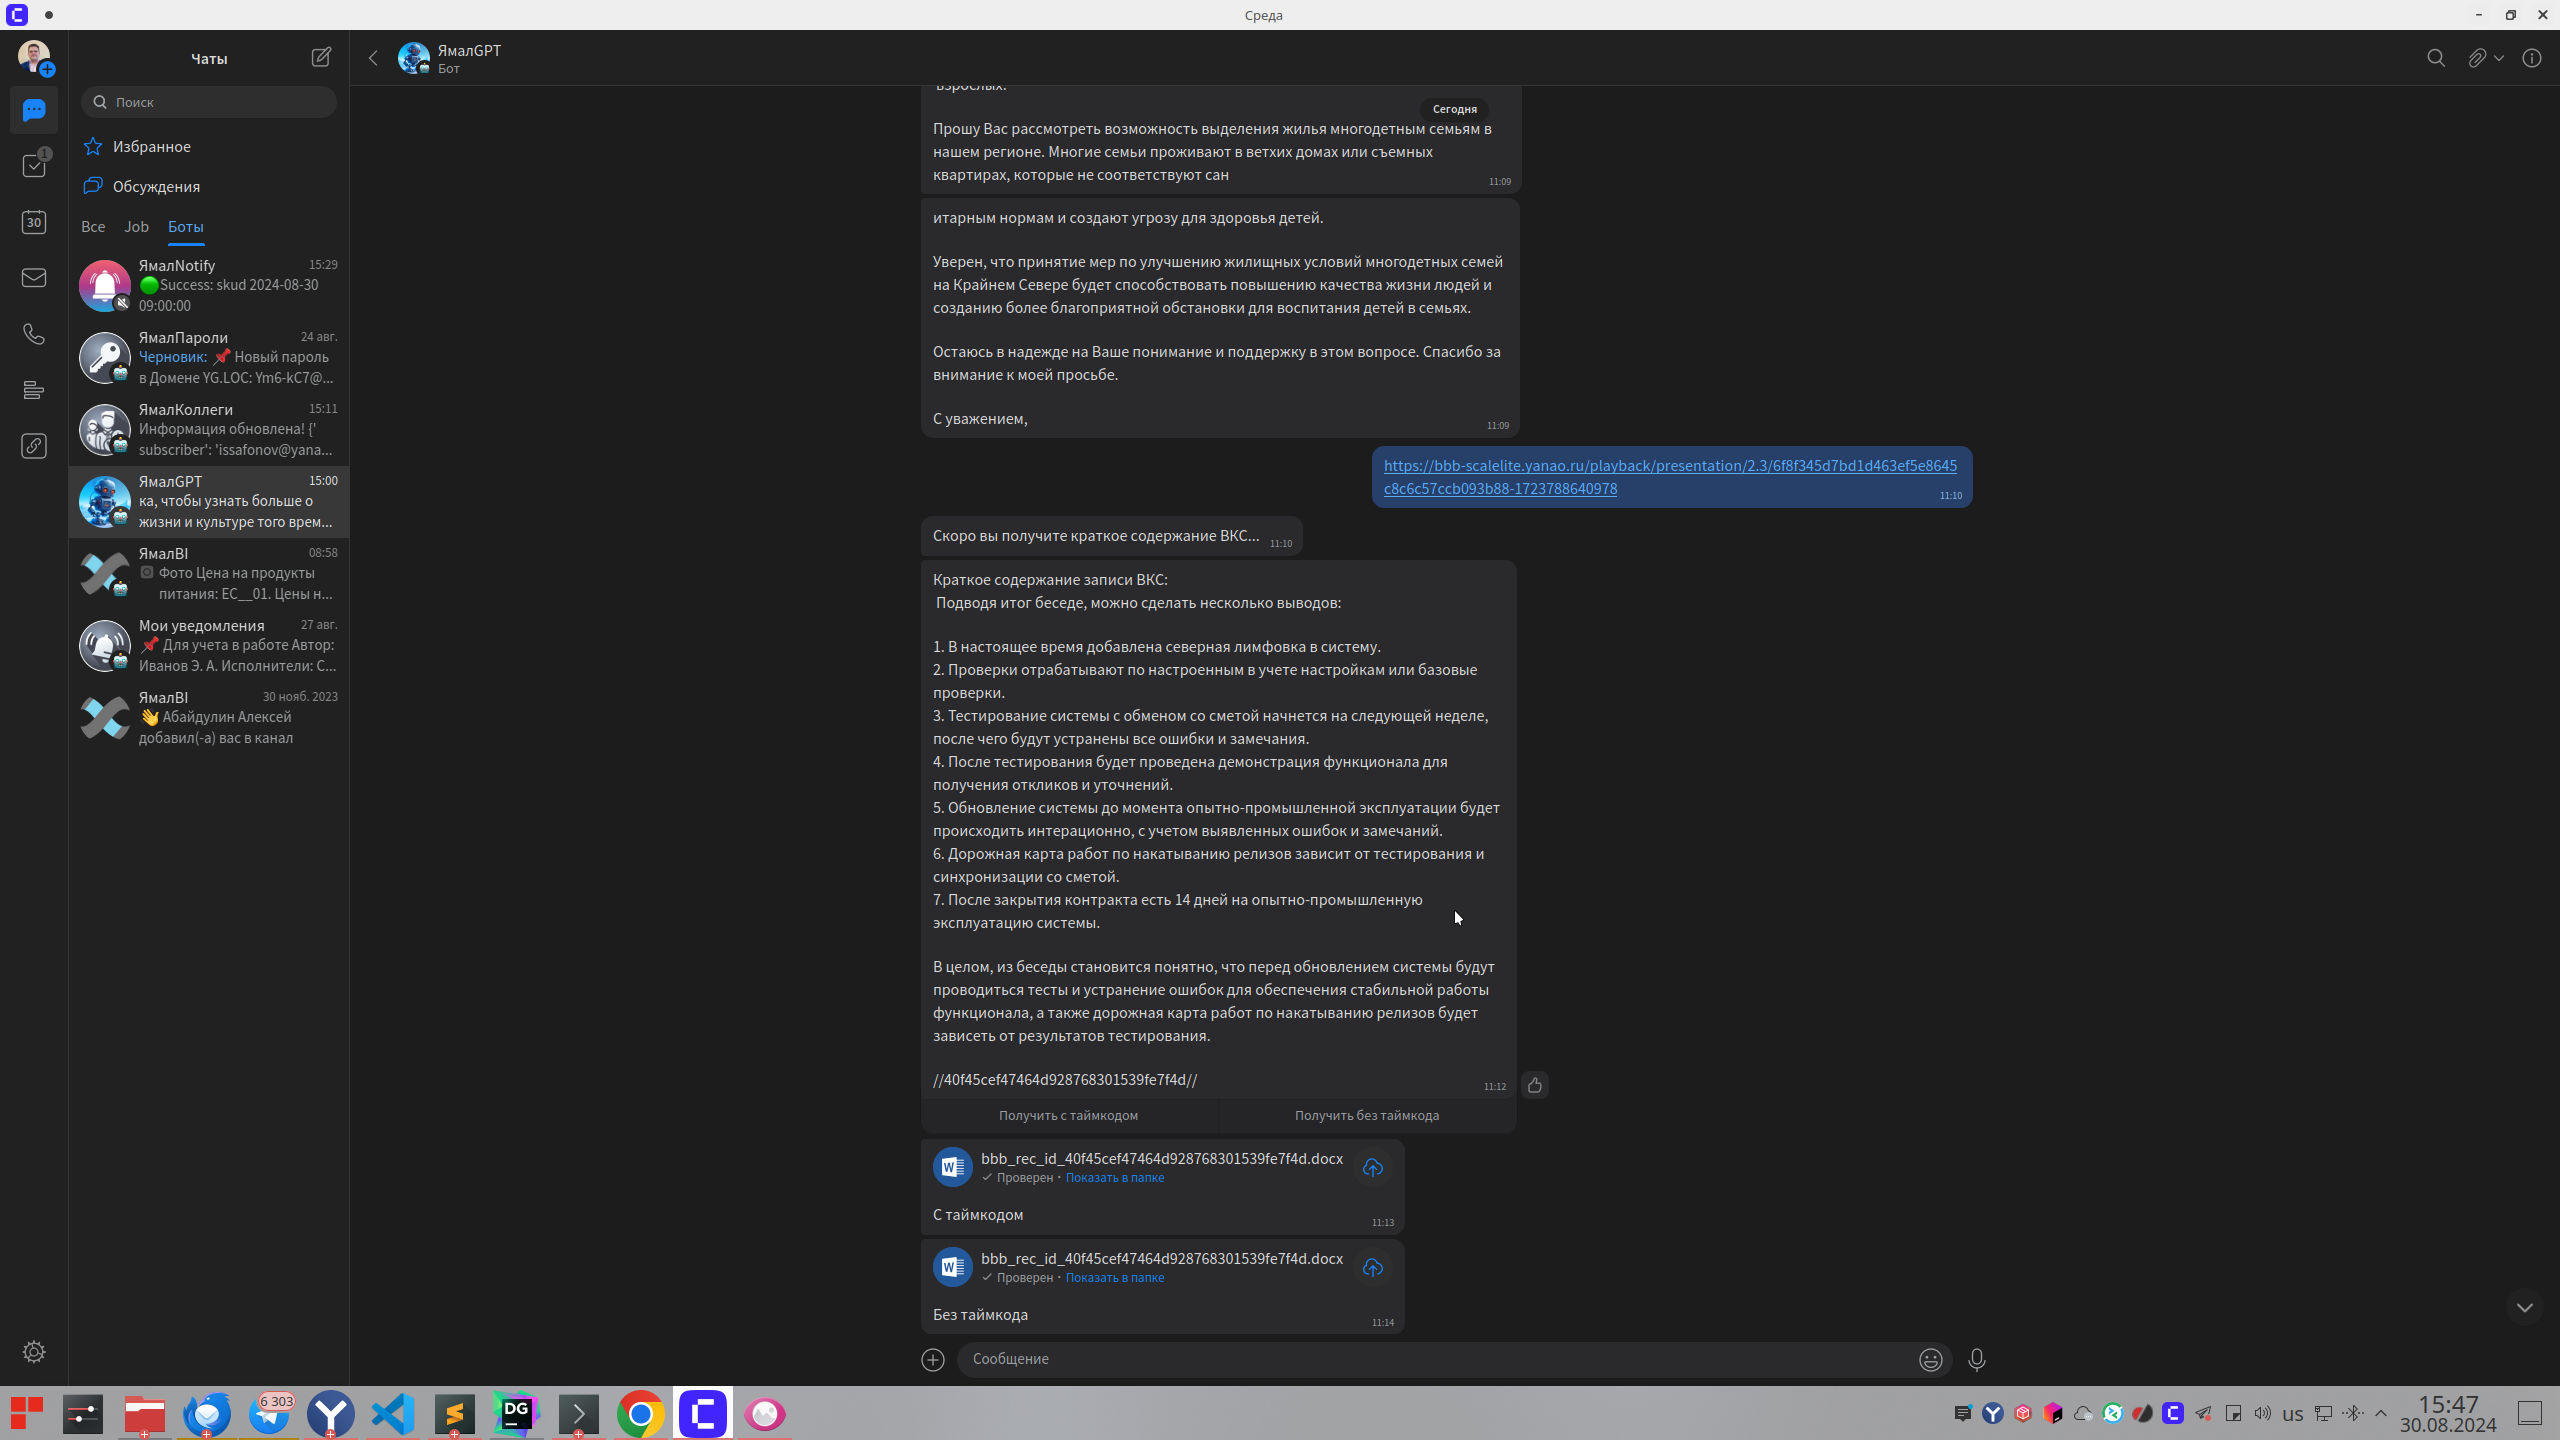 Среда
Чаты
Поиск
Избранное
Обсуждения
Все Job Боты
ЯмалNotify 15:29
Success: skud 2024-08-30
09:00:00
ЯмалПароли 24 авг.
Черновик: 📌 Новый пароль
в Домене YG.LOC: Ym6-kC7@...
ЯмалКоллеги 15:11
Информация обновлена! {'
subscriber': 'issafonov@yana...
ЯмалGPT 15:00
ка, чтобы узнать больше о
жизни и культуре того врем...
ЯмалBI 08:58
Фото Цена на продукты
питания: EC__01. Цены н...
Мои уведомления 27 авг.
📌 Для учета в работе Автор:
Иванов Э. А. Исполнители: С...
ЯмалBI 30 нояб. 2023
👋 Абайдулин Алексей
добавил(-а) вас в канал
1
30
ЯмалGPT
Бот
взрослых.
Сегодня
Прошу Вас рассмотреть возможность выделения жилья многодетным семьям в
нашем регионе. Многие семьи проживают в ветхих домах или съемных
квартирах, которые не соответствуют сан
11:09
итарным нормам и создают угрозу для здоровья детей.
Уверен, что принятие мер по улучшению жилищных условий многодетных семей
на Крайнем Севере будет способствовать повышению качества жизни людей и
созданию более благоприятной обстановки для воспитания детей в семьях.
Остаюсь в надежде на Ваше понимание и поддержку в этом вопросе. Спасибо за
внимание к моей просьбе.
С уважением,
11:09
https://bbb-scalelite.yanao.ru/playback/presentation/2.3/6f8f345d7bd1d463ef5e8645
c8c6c57ccb093b88-1723788640978
11:10
Скоро вы получите краткое содержание ВКС... 11:10
Краткое содержание записи ВКС:
Подводя итог беседе, можно сделать несколько выводов:
1. В настоящее время добавлена северная лимфовка в систему.
2. Проверки отрабатывают по настроенным в учете настройкам или базовые
проверки.
3. Тестирование системы с обменом со сметой начнется на следующей неделе,
после чего будут устранены все ошибки и замечания.
4. После тестирования будет проведена демонстрация функционала для
получения откликов и уточнений.
5. Обновление системы до момента опытно-промышленной эксплуатации будет
происходить интерационно, с учетом выявленных ошибок и замечаний.
6. Дорожная карта работ по накатыванию релизов зависит от тестирования и
синхронизации со сметой.
7. После закрытия контракта есть 14 дней на опытно-промышленную
эксплуатацию системы.
В целом, из беседы становится понятно, что перед обновлением системы будут
проводиться тесты и устранение ошибок для обеспечения стабильной работы
функционала, а также дорожная карта работ по накатыванию релизов будет
зависеть от результатов тестирования.
//40f45cef47464d928768301539fe7f4d//
11:12
Получить с таймкодом Получить без таймкода
bbb_rec_id_40f45cef47464d928768301539fe7f4d.docx
Проверен · Показать в папке
С таймкодом
11:13
bbb_rec_id_40f45cef47464d928768301539fe7f4d.docx
Проверен · Показать в папке
Без таймкода
11:14
Сообщение
6 303
DG
us
15:47
30.08.2024